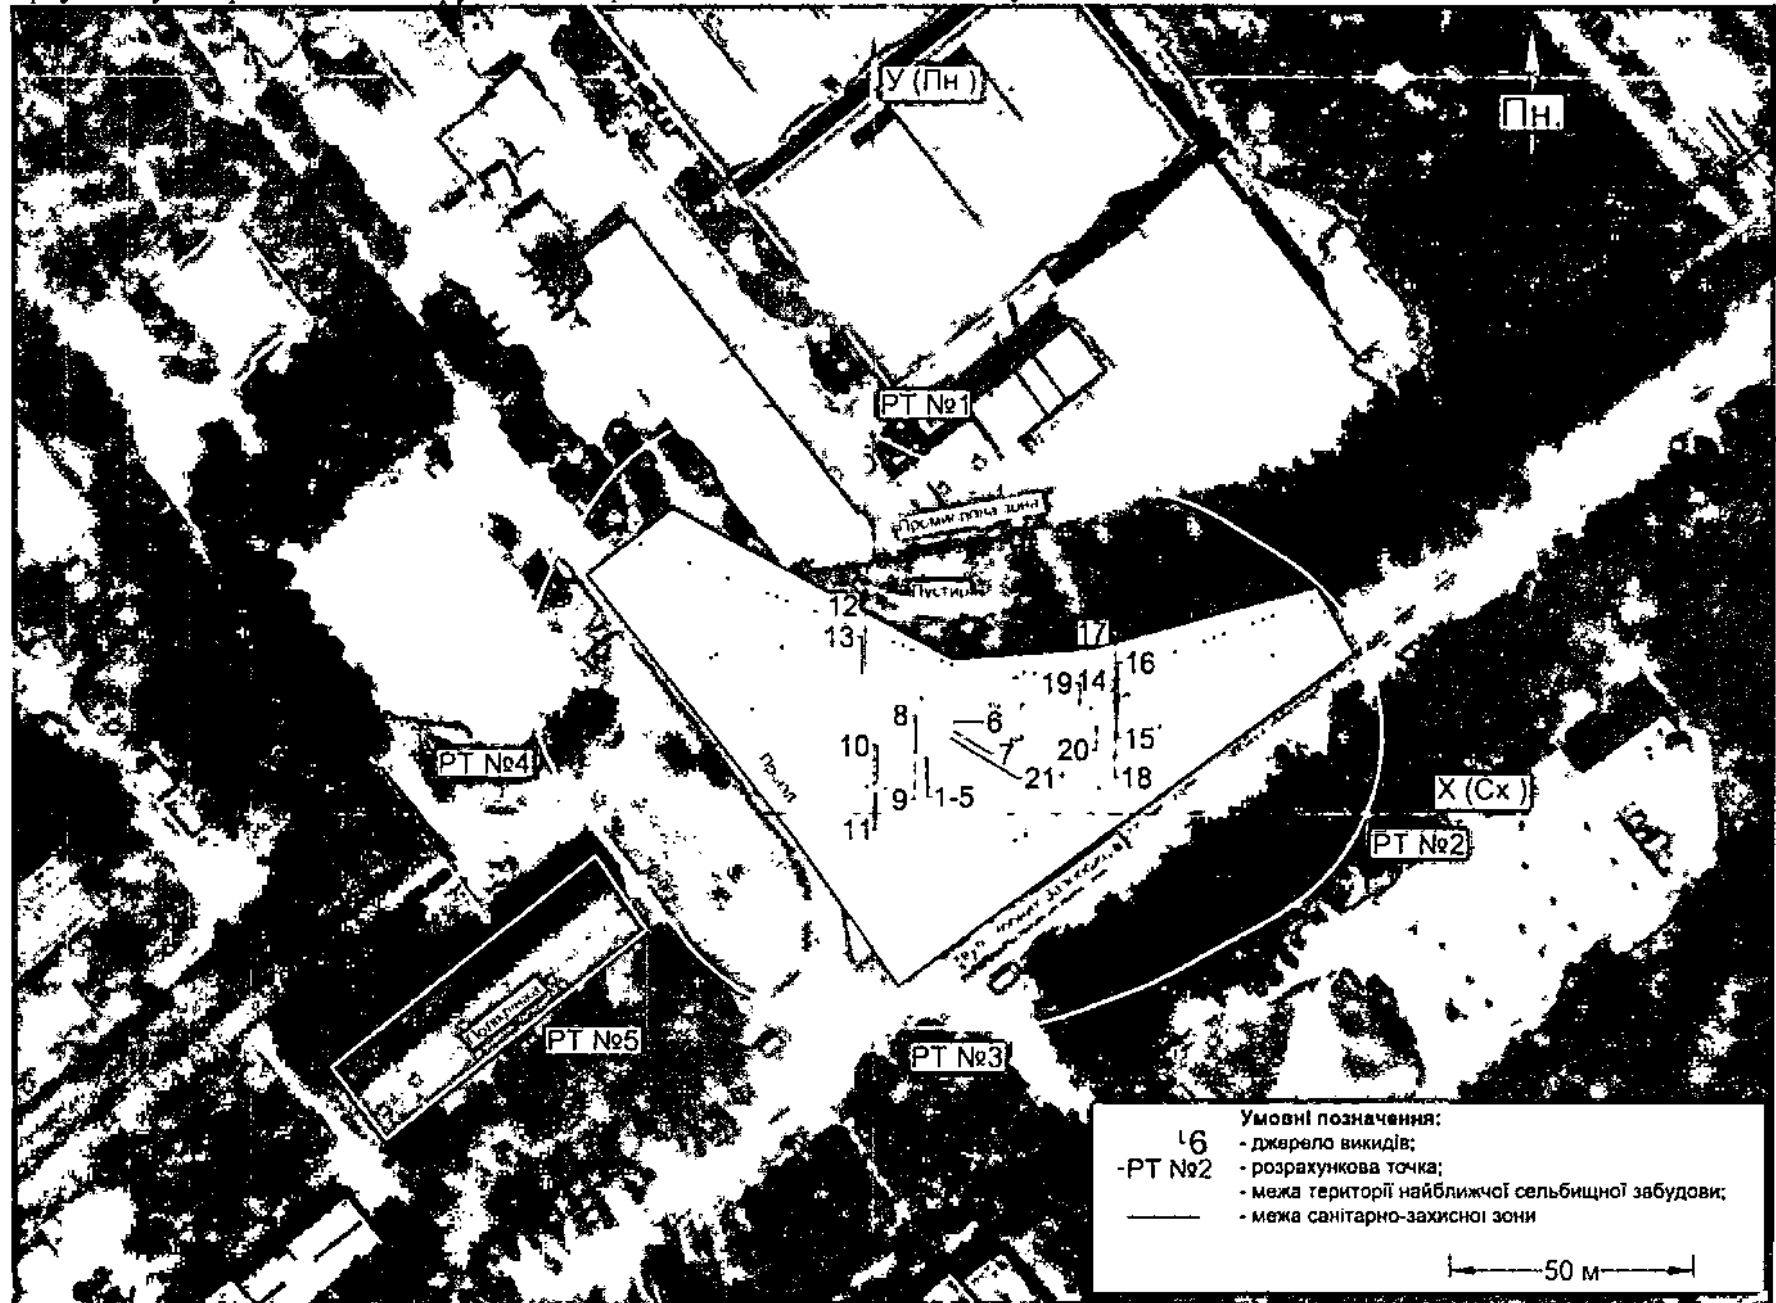 У (Пн )
Пн.
РТ №1
Пустир
12
13
17
16
19
14
8
6
10
7
20
15
РТ №4
21
18
9
1-5
Х (Сх )
11
РТ №2
РТ №5
РТ №3
Умовні позначення:
6 - джерело викидів;
-РТ №2 - розрахункова точка;
- межа території найближчої сельбищної забудови;
- межа санітарно-захисної зони
50 м